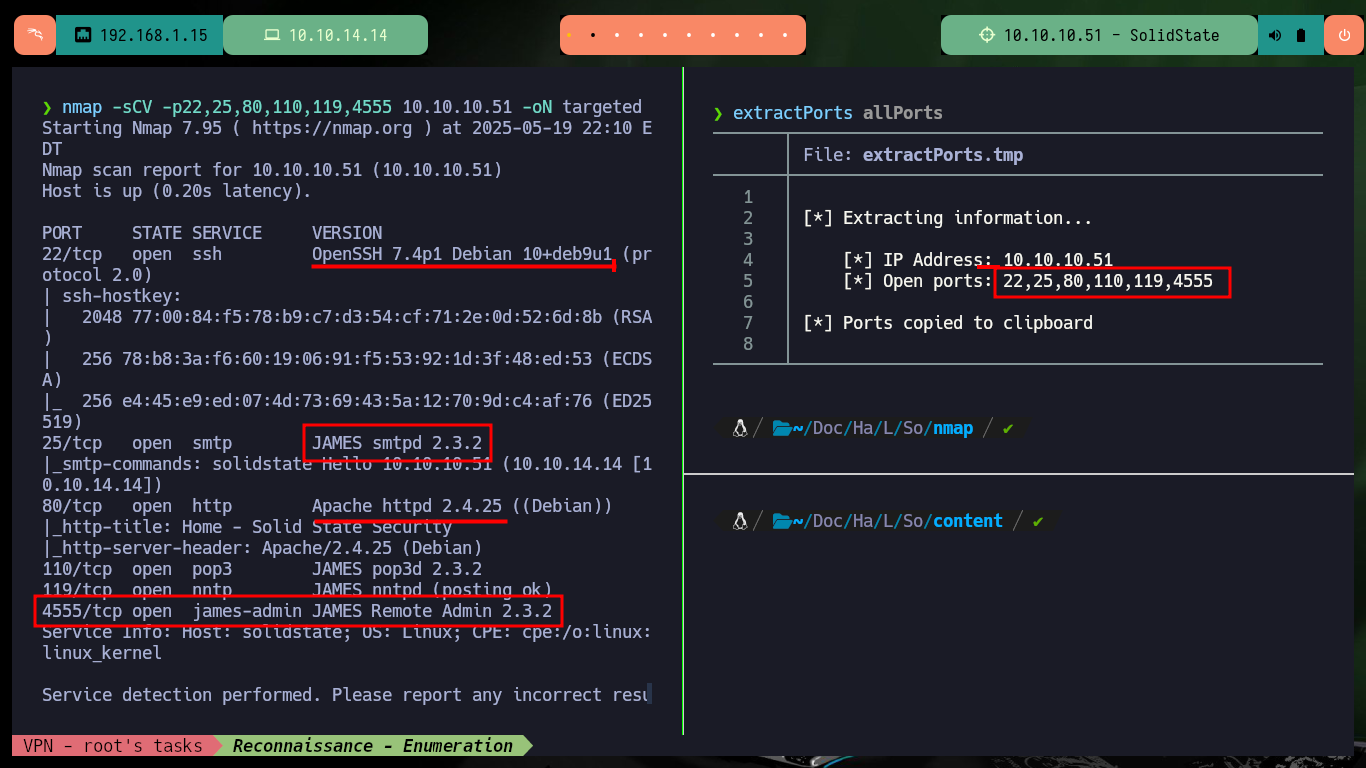 192.168.1.15
10.10.14.14
10.10.10.51 - SolidState
❯ nmap -sCV -p22,25,80,110,119,4555 10.10.10.51 -oN targeted
Starting Nmap 7.95 ( https://nmap.org ) at 2025-05-19 22:10 E
DT
Nmap scan report for 10.10.10.51 (10.10.10.51)
Host is up (0.20s latency).
PORT     STATE SERVICE     VERSION
22/tcp   open  ssh         OpenSSH 7.4p1 Debian 10+deb9u1 (pr
otocol 2.0)
| ssh-hostkey:
|   2048 77:00:84:f5:78:b9:c7:d3:54:cf:71:2e:0d:52:6d:8b (RSA
)
|   256 78:b8:3a:f6:60:19:06:91:f5:53:92:1d:3f:48:ed:53 (ECDS
A)
|_  256 e4:45:e9:ed:07:4d:73:69:43:5a:12:70:9d:c4:af:76 (ED25
519)
25/tcp   open  smtp        JAMES smtpd 2.3.2
|_smtp-commands: solidstate Hello 10.10.10.51 (10.10.14.14 [1
0.10.14.14])
80/tcp   open  http        Apache httpd 2.4.25 ((Debian))
|_http-title: Home - Solid State Security
|_http-server-header: Apache/2.4.25 (Debian)
110/tcp  open  pop3        JAMES pop3d 2.3.2
119/tcp  open  nntp        JAMES nntpd (posting ok)
4555/tcp open  james-admin JAMES Remote Admin 2.3.2
Service Info: Host: solidstate; OS: Linux; CPE: cpe:/o:linux:
linux_kernel
Service detection performed. Please report any incorrect resu
❯ extractPorts allPorts
File: extractPorts.tmp
1
2 [*] Extracting information...
3
4 [*] IP Address: 10.10.10.51
5 [*] Open ports: 22,25,80,110,119,4555
6
7 [*] Ports copied to clipboard
8
/ ~/Doc/Ha/L/So/nmap / ✔
/ ~/Doc/Ha/L/So/content / ✔
VPN - root's tasks
Reconnaissance - Enumeration